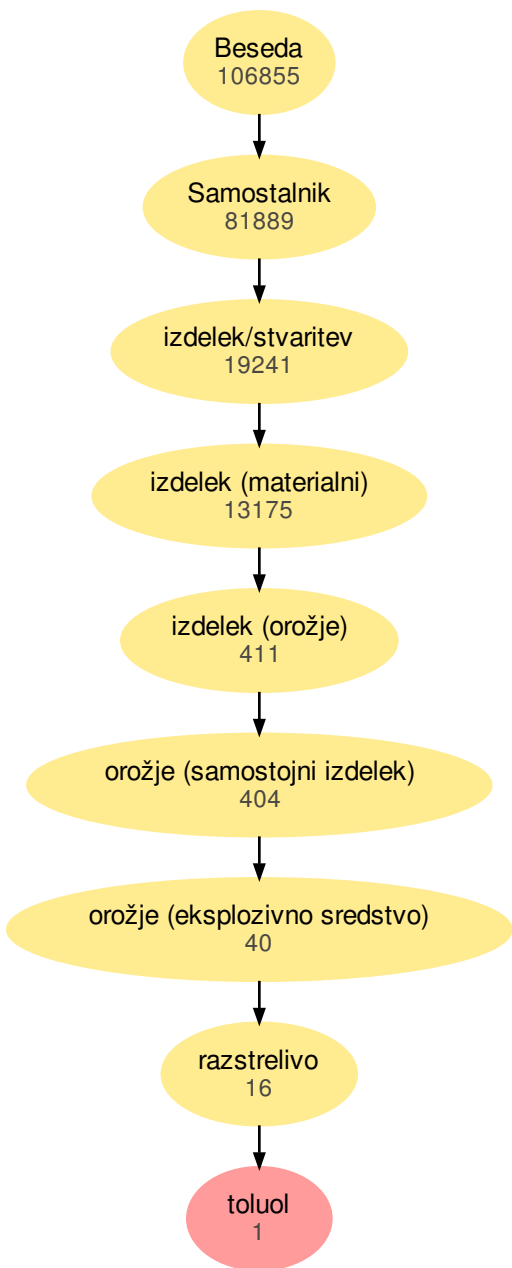 Beseda
106855
Samostalnik
81889
izdelek/stvaritev
19241
izdelek (materialni)
13175
izdelek (orožje)
411
orožje (samostojni izdelek)
404
orožje (eksplozivno sredstvo)
40
razstrelivo
16
toluol
1